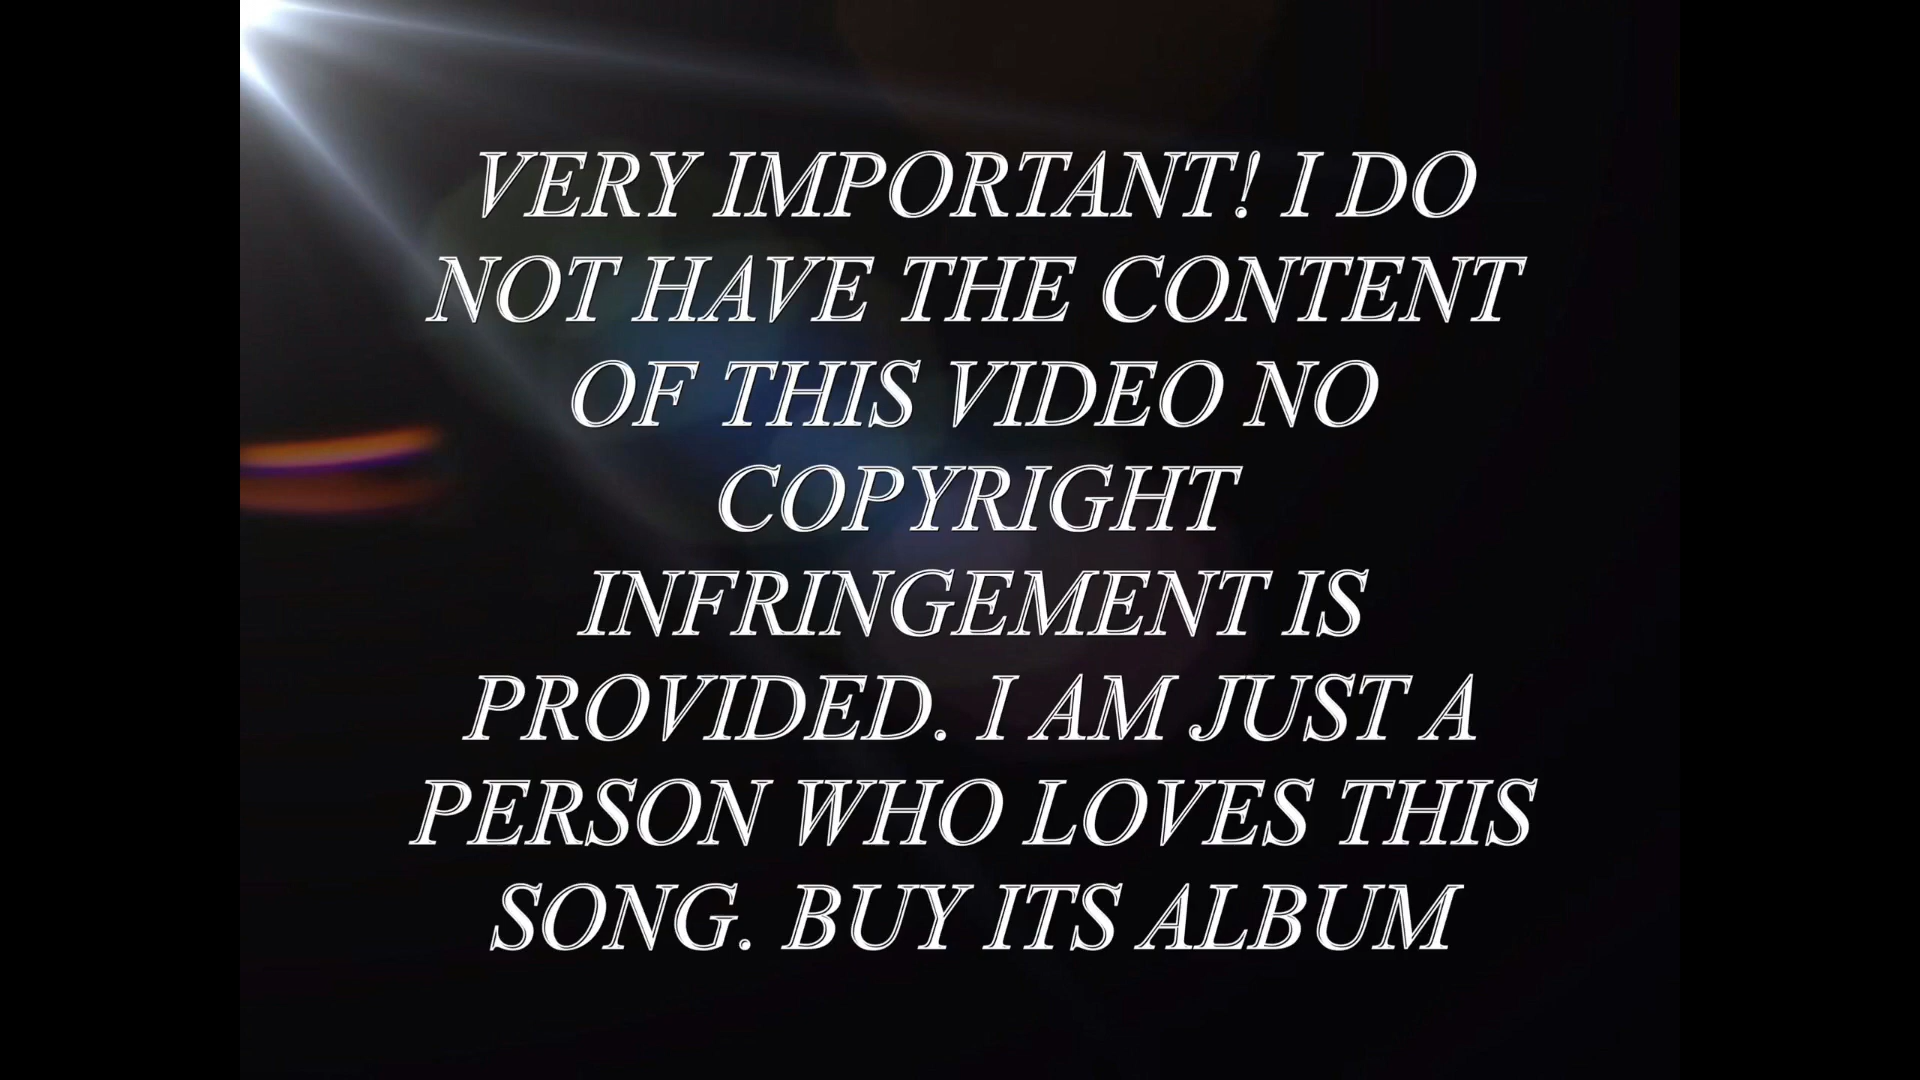 VERY IMPORTANT! I DO
NOT HAVE THE CONTENT
OF THIS VIDEO NO
COPYRIGHT
INFRINGEMENT IS
PROVIDED. I AM JUST A
PERSON WHO LOVES THIS
SONG. BUY ITS ALBUM